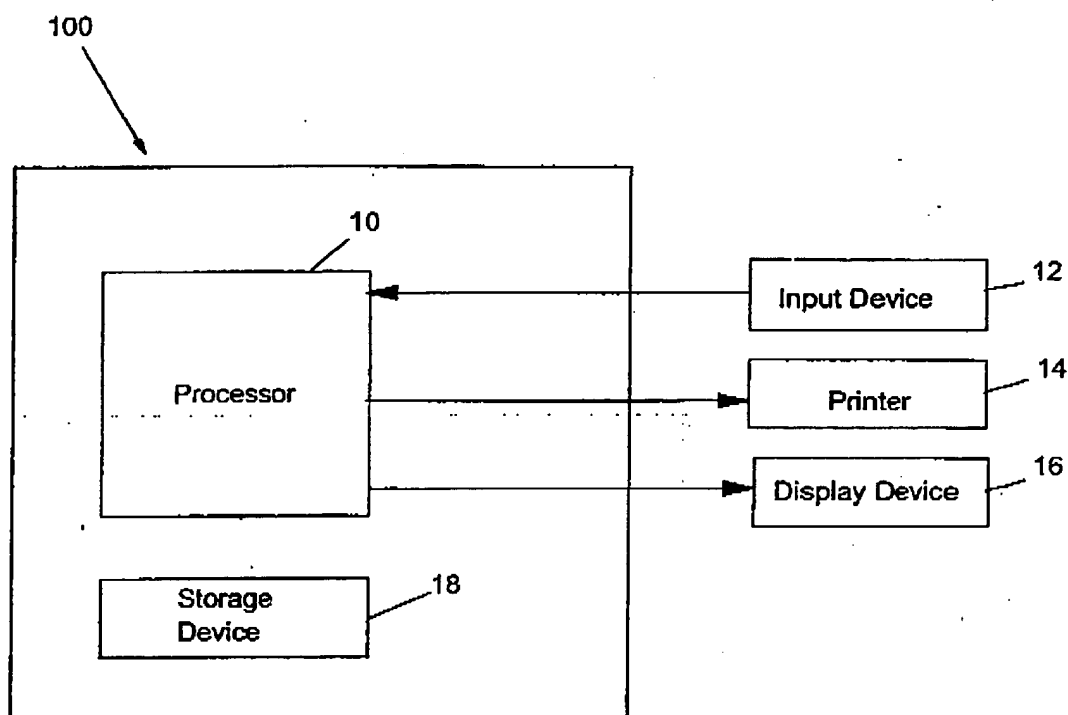 100
10
Input Device
12
Processor
Printer
14
Display Device
16
Storage
Device
18